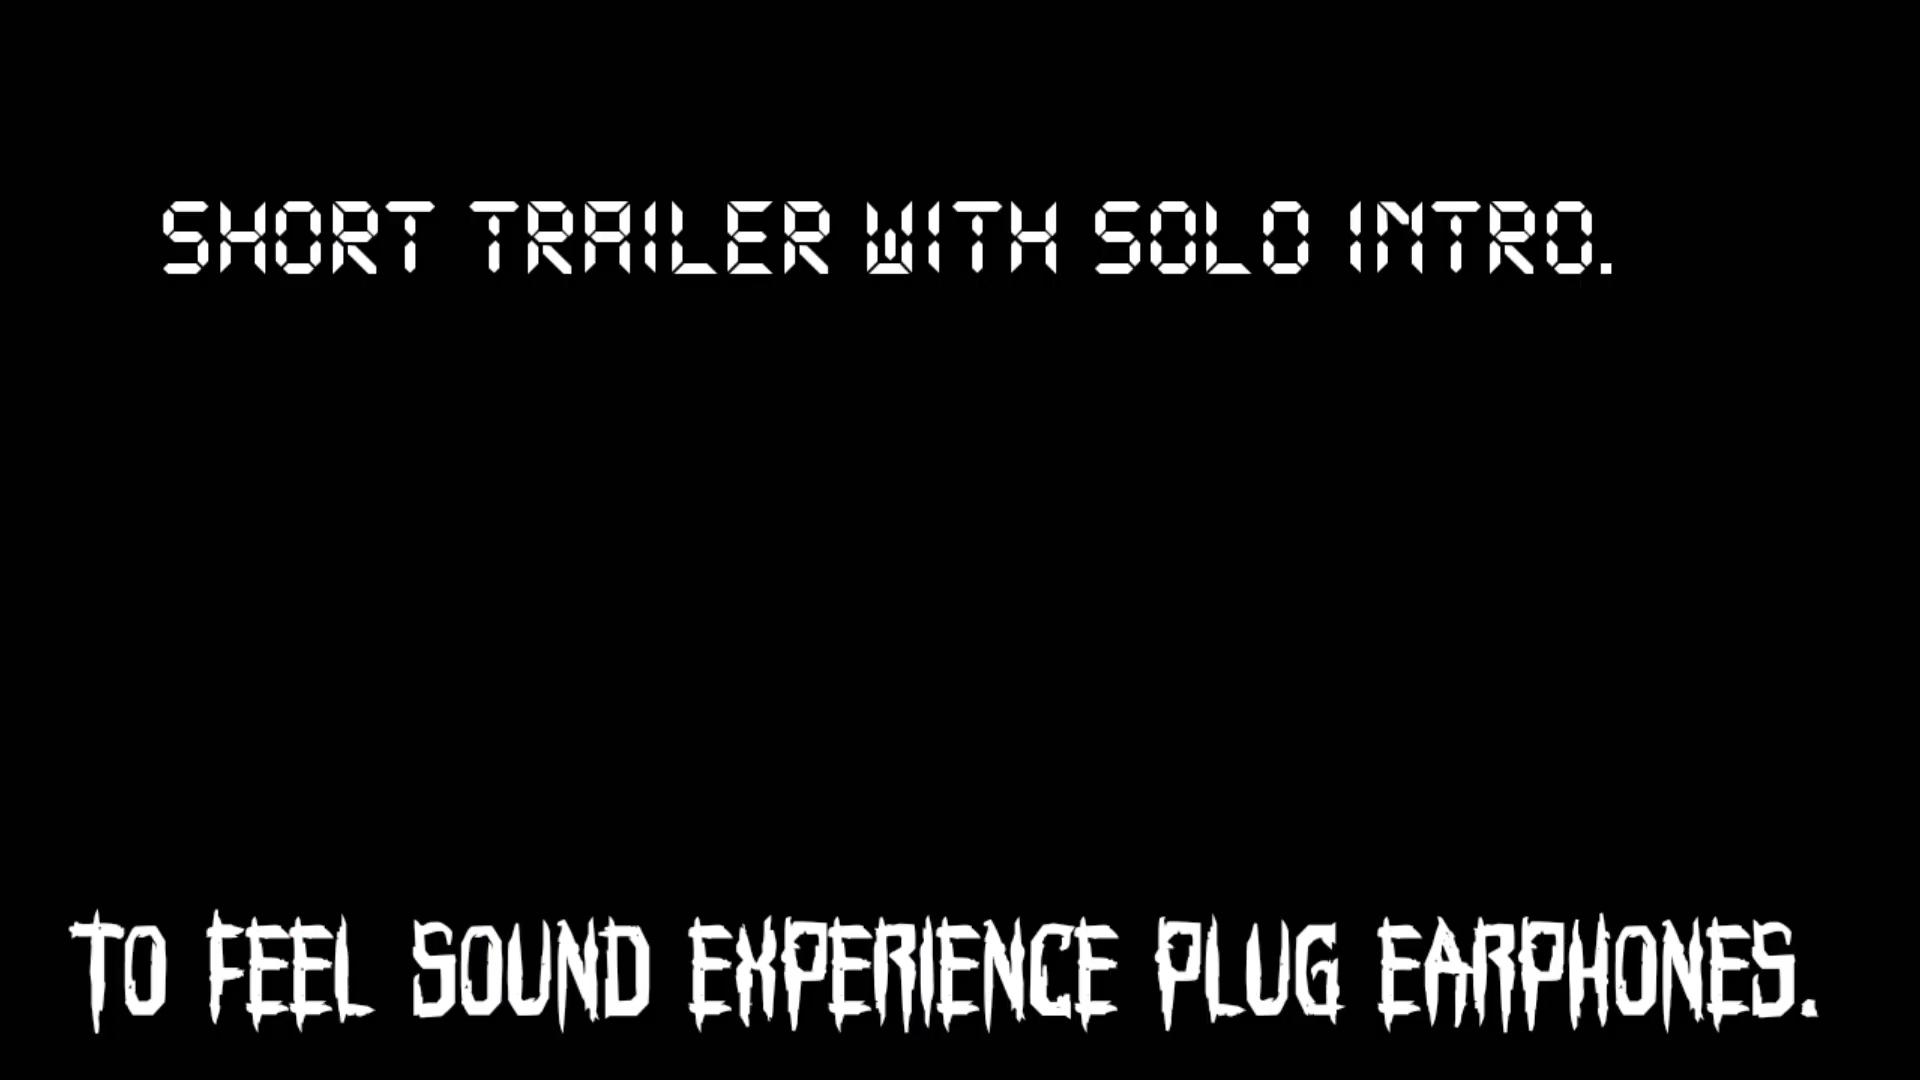 SHORT TRAILER WITH SOLO INTRO.
TO FEEL SOUND EXPERIENCE PLUG EARPHONES.